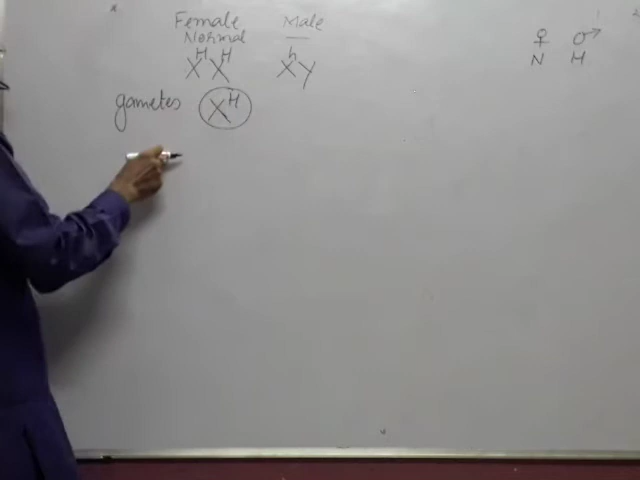 Female Male
Normal —
X^H X^H X^h Y
gametes X^H
♀ ♂
N H